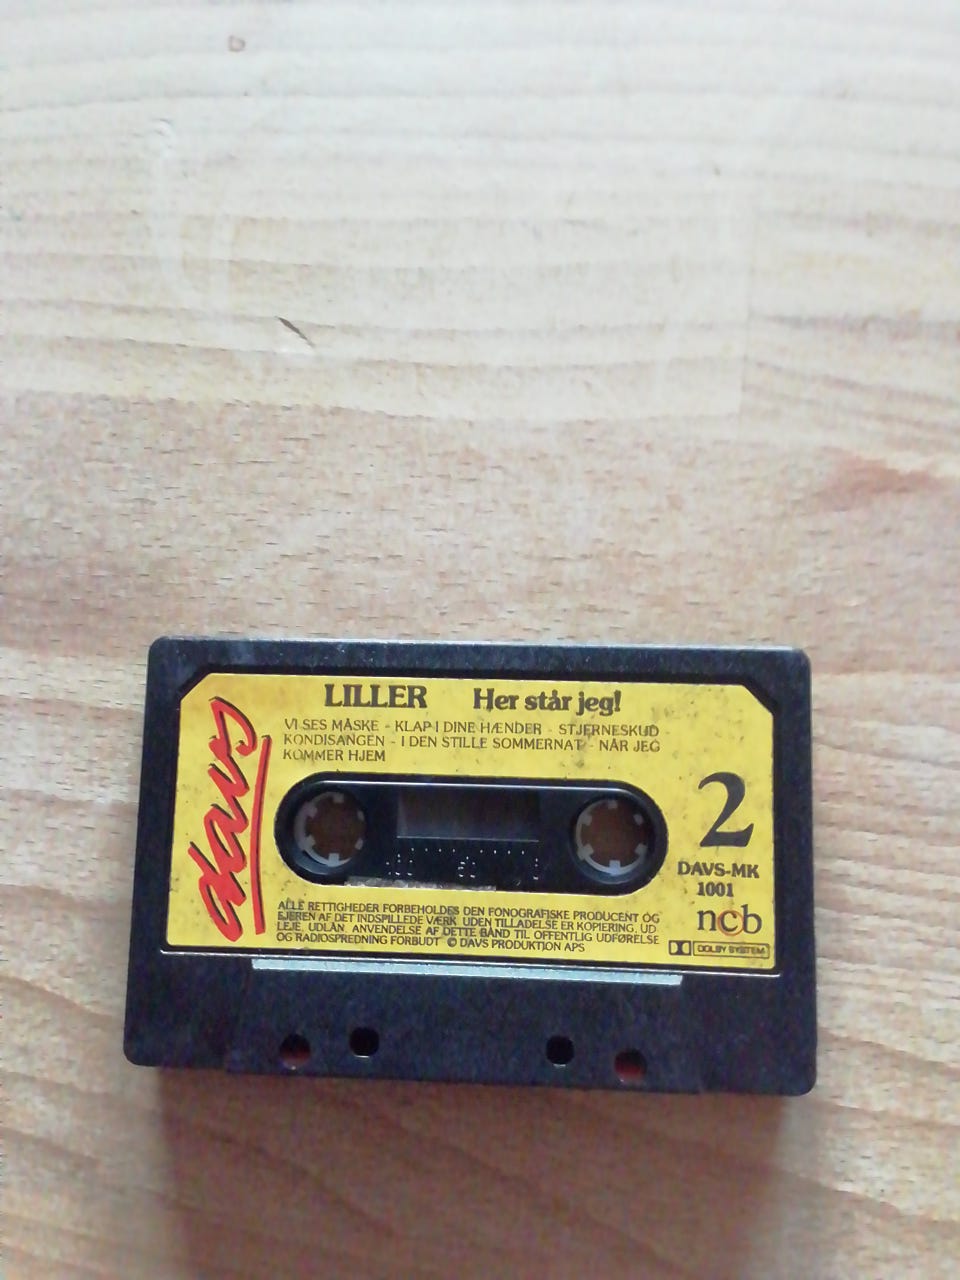 LILLER Her står jeg!
VI SES MÅSKE - KLAP I DINE HÆNDER - STJERNESKUD
KONDISANGEN - I DEN STILLE SOMMERNAT - NÅR JEG
KOMMER HJEM
davs
2
DAVS-MK
1001
ncb
ALLE RETTIGHEDER FORBEHOLDES DEN FONOGRAFISKE PRODUCENT OG
EJEREN AF DET INDSPILLEDE VÆRK. UDEN TILLADELSE ER KOPIERING, UD
LEJE, UDLÅN, ANVENDELSE AF DETTE BÅND TIL OFFENTLIG UDFØRELSE
OG RADIOSPREDNING FORBUDT © DAVS PRODUKTION APS
DOLBY SYSTEM